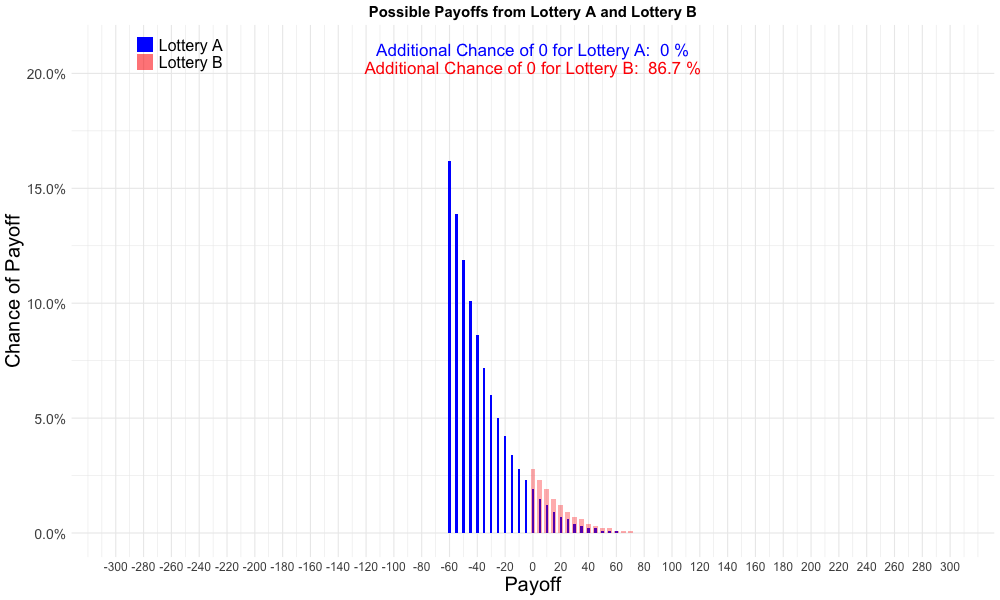 Possible Payoffs from Lottery A and Lottery B
Lottery A
Lottery B
Additional Chance of 0 for Lottery A:  0 %
Additional Chance of 0 for Lottery B:  86.7 %
Chance of Payoff
20.0%
15.0%
10.0%
5.0%
0.0%
-300 -280 -260 -240 -220 -200 -180 -160 -140 -120 -100 -80 -60 -40 -20 0 20 40 60 80 100 120 140 160 180 200 220 240 260 280 300
Payoff